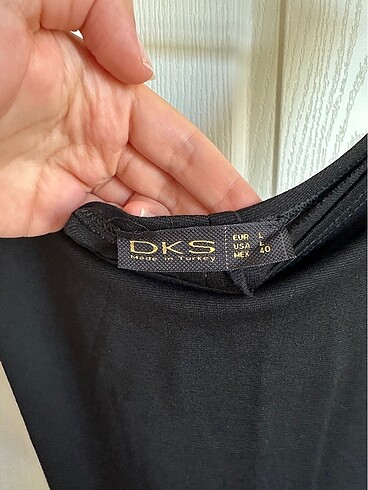 DKS
Made in Turkey
EUR L
USA L
MEX 40